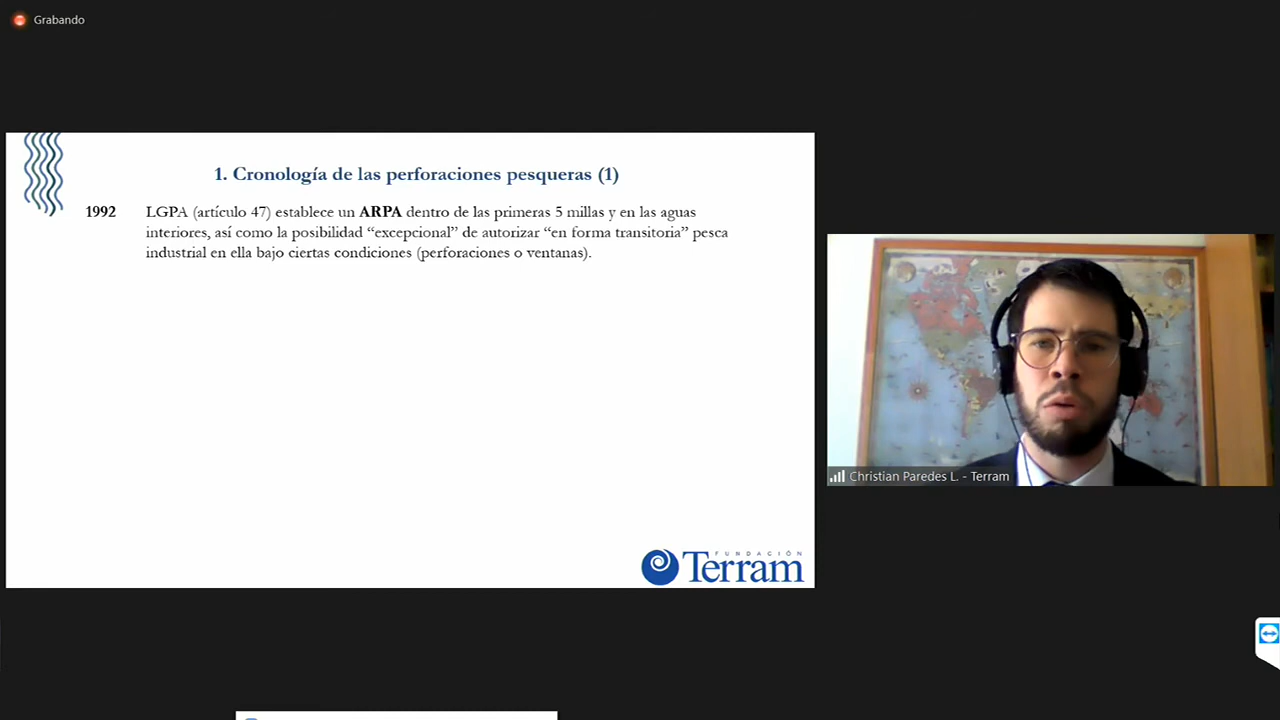 Grabando
1. Cronología de las perforaciones pesqueras (1)
1992 LGPA (artículo 47) establece un ARPA dentro de las primeras 5 millas y en las aguas
interiores, así como la posibilidad “excepcional” de autorizar “en forma transitoria” pesca
industrial en ella bajo ciertas condiciones (perforaciones o ventanas).
Christian Paredes L. - Terram
FUNDACIÓN
Terram